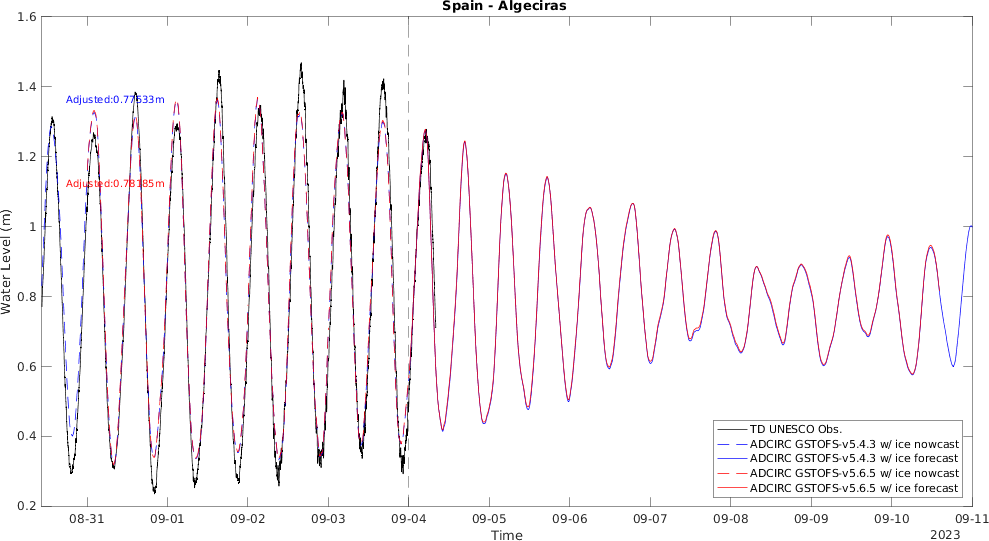 Spain - Algeciras
1.6
1.4
1.2
1
0.8
0.6
0.4
0.2
Water Level (m)
Adjusted:0.77533m
Adjusted:0.78185m
TD UNESCO Obs.
ADCIRC GSTOFS-v5.4.3 w/ ice nowcast
ADCIRC GSTOFS-v5.4.3 w/ ice forecast
ADCIRC GSTOFS-v5.6.5 w/ ice nowcast
ADCIRC GSTOFS-v5.6.5 w/ ice forecast
08-31 09-01 09-02 09-03 09-04 09-05 09-06 09-07 09-08 09-09 09-10 09-11
Time
2023